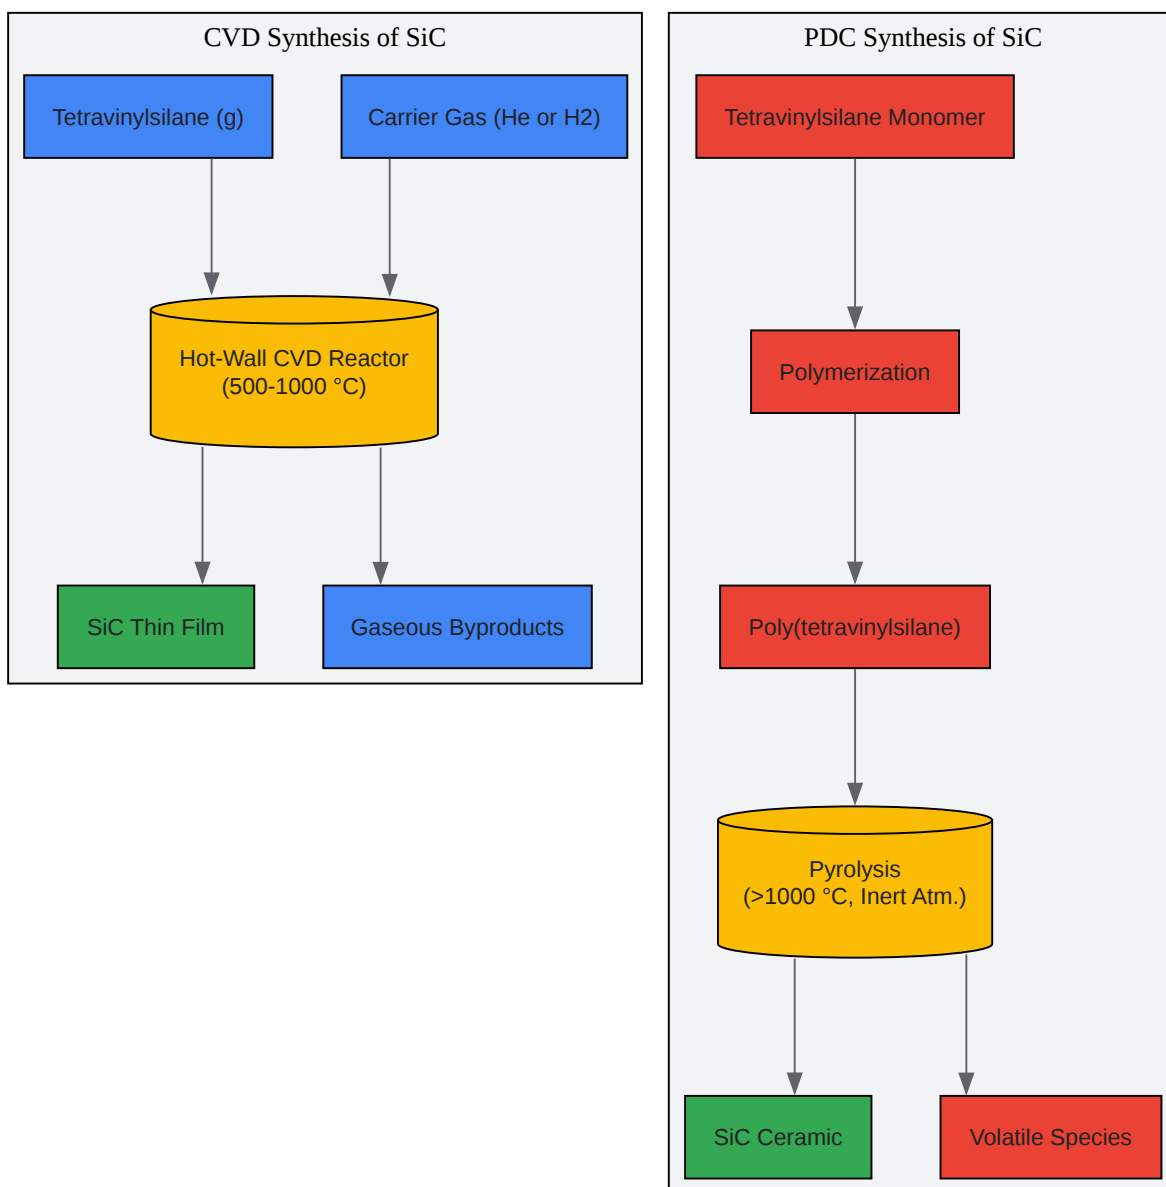 CVD Synthesis of SiC
Tetravinylsilane (g)
Carrier Gas (He or H2)
Hot-Wall CVD Reactor
(500-1000 °C)
SiC Thin Film
Gaseous Byproducts
PDC Synthesis of SiC
Tetravinylsilane Monomer
Polymerization
Poly(tetravinylsilane)
Pyrolysis
(>1000 °C, Inert Atm.)
SiC Ceramic
Volatile Species